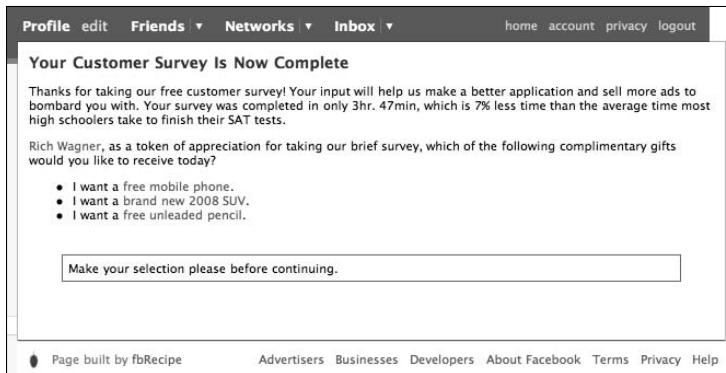 Profile edit Friends Networks Inbox home account privacy logout
Your Customer Survey Is Now Complete
Thanks for taking our free customer survey! Your input will help us make a better application and sell more ads to
bombard you with. Your survey was completed in only 3hr. 47min, which is 7% less time than the average time most
high schoolers take to finish their SAT tests.
Rich Wagner, as a token of appreciation for taking our brief survey, which of the following complimentary gifts
would you like to receive today?
• I want a free mobile phone.
• I want a brand new 2008 SUV.
• I want a free unleaded pencil.
Make your selection please before continuing.
Page built by fbRecipe Advertisers Businesses Developers About Facebook Terms Privacy Help